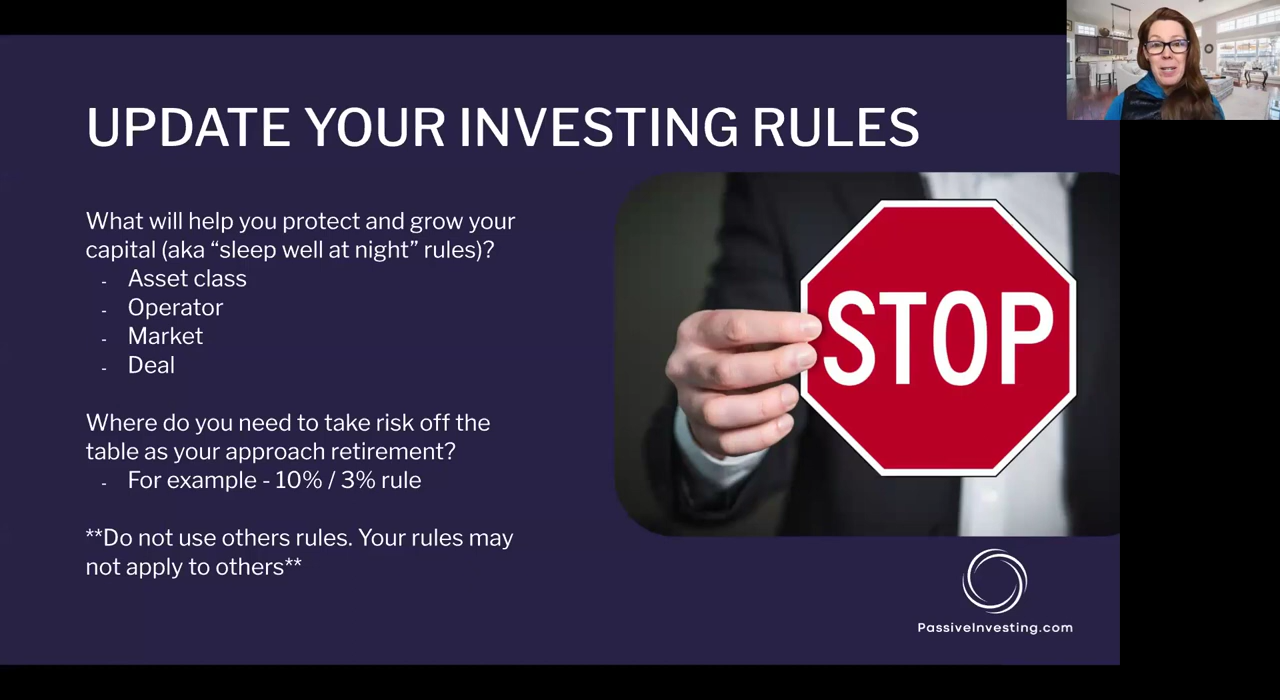 UPDATE YOUR INVESTING RULES
What will help you protect and grow your
capital (aka “sleep well at night” rules)?
- Asset class
- Operator
- Market
- Deal
Where do you need to take risk off the
table as your approach retirement?
- For example - 10% / 3% rule
**Do not use others rules. Your rules may
not apply to others**
STOP
PassiveInvesting.com